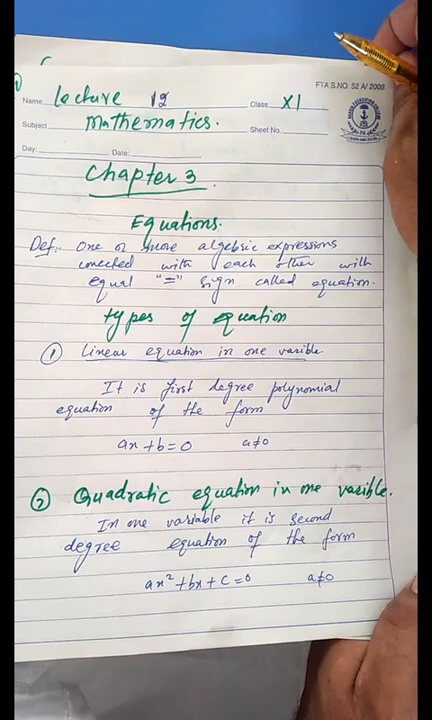 FTA S.NO. 52 A/ 2008
Name Lecture 12 Class XI
Subject Mathematics. Sheet No.
Day: Date:
Chapter 3
Equations.
Def:- One or more algebric expressions
conected with each other with
equal "=" sign called equation.
types of equation
① Linear equation in one varible
It is first degree polynomial
equation of the form
ax + b = 0 a≠0
② Quadratic equation in one varible.
In one variable it is second
degree equation of the form
ax² + bx + c = 0 a≠0